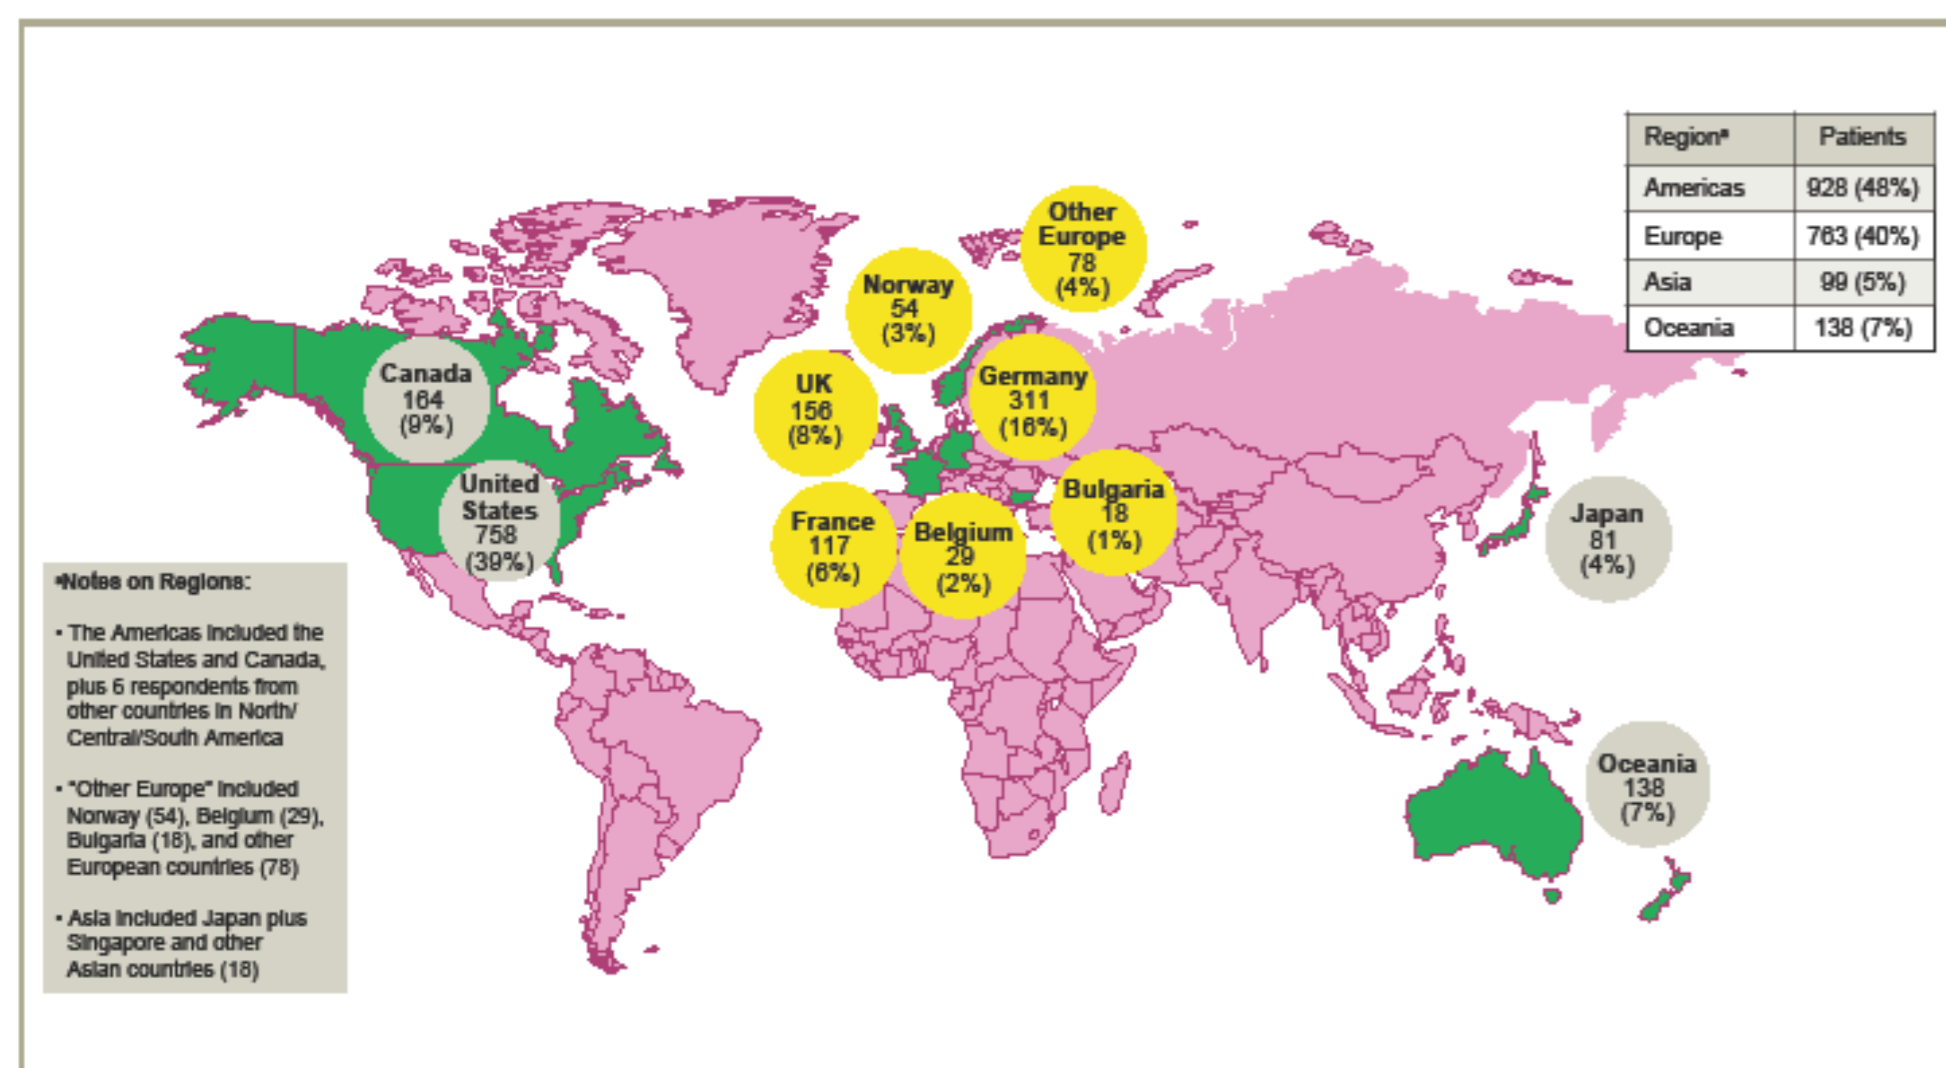 Regionª Patients
Americas 928 (48%)
Europe 763 (40%)
Asia 99 (5%)
Oceania 138 (7%)
Other
Europe
78
(4%)
Norway
54
(3%)
Canada
164
(9%)
UK
156
(8%)
Germany
311
(16%)
United
States
758
(39%)
France
117
(6%)
Belgium
29
(2%)
Bulgaria
18
(1%)
Japan
81
(4%)
Oceania
138
(7%)
ªNotes on Regions:
• The Americas included the
United States and Canada,
plus 6 respondents from
other countries in North/
Central/South America
• "Other Europe" included
Norway (54), Belgium (29),
Bulgaria (18), and other
European countries (78)
• Asia included Japan plus
Singapore and other
Asian countries (18)